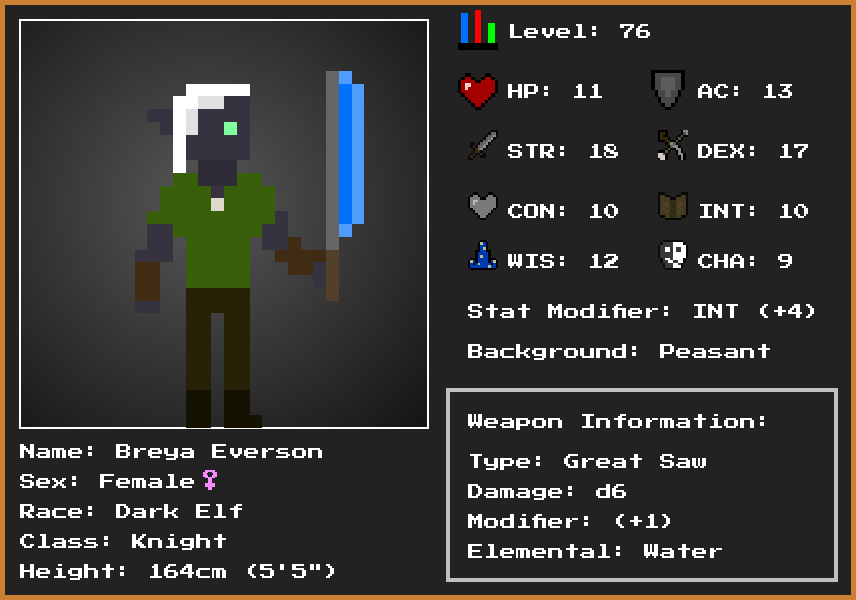 Level: 76
HP: 11 AC: 13
STR: 18 DEX: 17
CON: 10 INT: 10
WIS: 12 CHA: 9
Stat Modifier: INT (+4)
Background: Peasant
Weapon Information:
Type: Great Saw
Damage: d6
Modifier: (+1)
Elemental: Water
Name: Breya Everson
Sex: Female♀
Race: Dark Elf
Class: Knight
Height: 164cm (5'5")